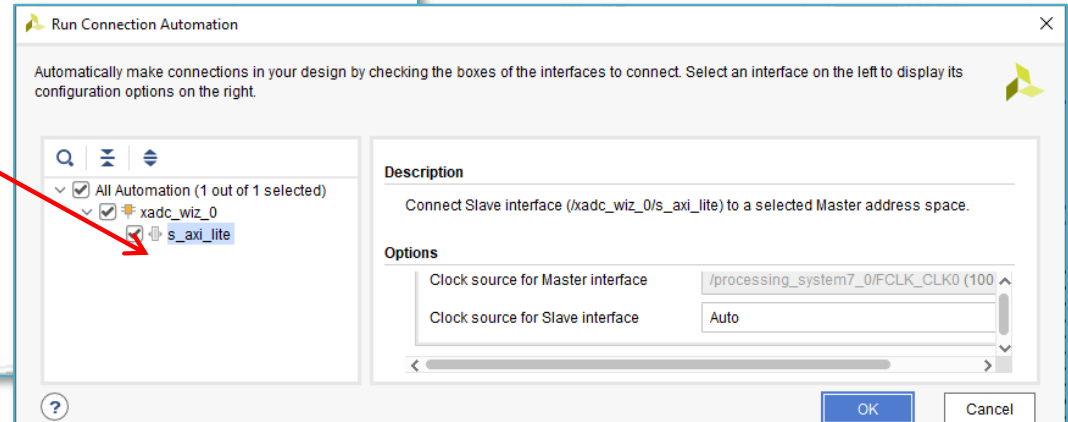 Run Connection Automation
Automatically make connections in your design by checking the boxes of the interfaces to connect. Select an interface on the left to display its
configuration options on the right.
All Automation (1 out of 1 selected)
xadc_wiz_0
s_axi_lite
Description
Connect Slave interface (/xadc_wiz_0/s_axi_lite) to a selected Master address space.
Options
Clock source for Master interface /processing_system7_0/FCLK_CLK0 (100
Clock source for Slave interface Auto
?
OK Cancel